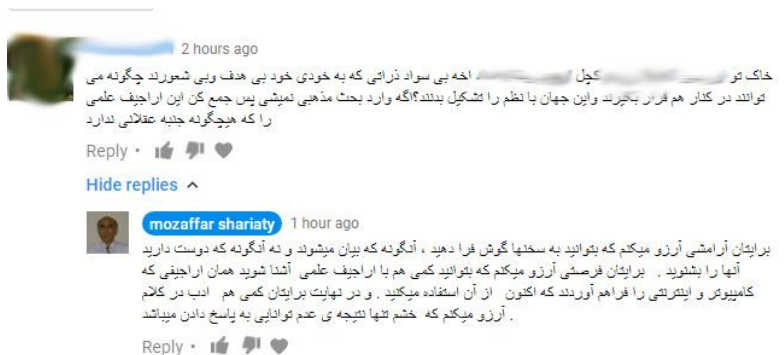 2 hours ago
خاک تو کچل اخه بی سواد ذراتی که به خودی خود بی هدف وبی شعورند چگونه می
توانند در کنار هم قرار بگیرند واین جهان با نظم را تشکیل بدنند؟اگه وارد بحث مذهبی نمیشی پس جمع کن این اراجیف علمی
را که هیچگونه جنبه عقلانی ندارد
Reply
Hide replies
mozaffar shariaty 1 hour ago
برایتان آرامشی آرزو میکنم که بتوانید به سخنها گوش فرا دهید ، آنگونه که بیان میشوند و نه آنگونه که دوست دارید
آنها را بشنوید . برایتان فرصتی آرزو میکنم که بتوانید کمی هم با اراجیف علمی آشنا شوید همان اراجیفی که
کامپیوتر و اینترنتی را فراهم آوردند که اکنون از آن استفاده میکنید . و در نهایت برایتان کمی هم ادب در کلام
آرزو میکنم که خشم تنها نتیجه ی عدم توانایی به پاسخ دادن میباشد .
Reply